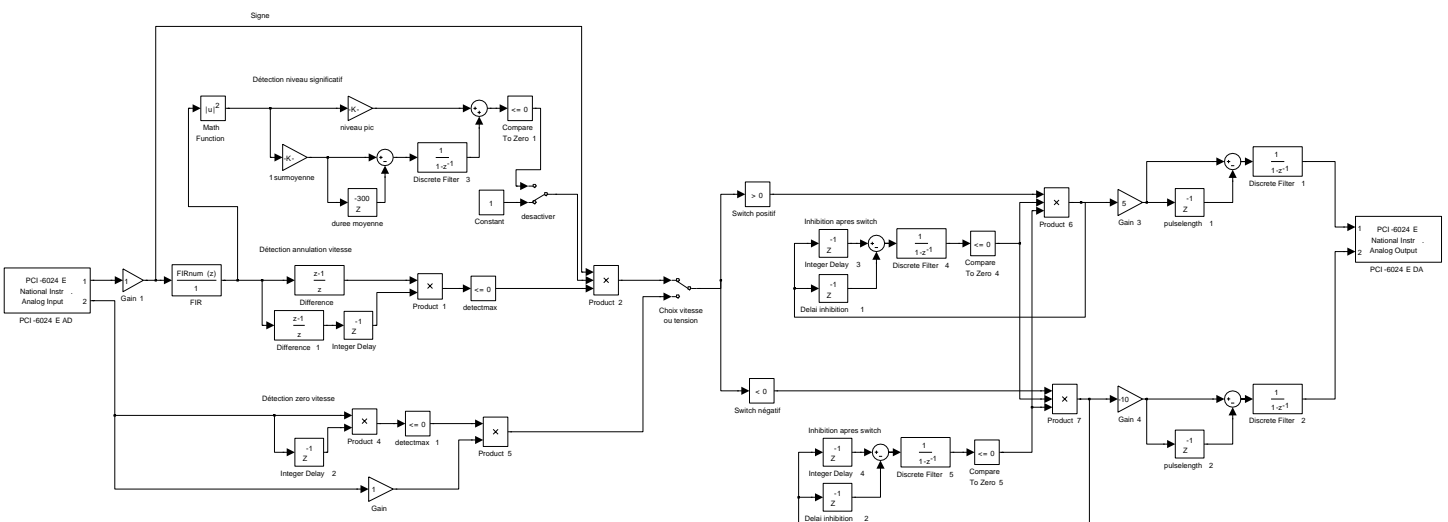 Signe
Détection niveau significatif
|u|2
Math
Function
-K-
niveau pic
<= 0
Compare
To Zero 1
-K-
1 surmoyenne
1
1-z-1
Discrete Filter 3
-300
Z
duree moyenne
1
Constant
desactiver
Détection annulation vitesse
PCI -6024 E
National Instr .
Analog Input
1
2
PCI -6024 E AD
1
Gain 1
FIRnum (z)
1
FIR
z-1
z
Difference
z-1
z
Difference 1
-1
Z
Integer Delay
×
Product 1
<= 0
detectmax
×
Product 2
Choix vitesse
ou tension
Détection zero vitesse
-1
Z
Integer Delay 2
×
Product 4
<= 0
detectmax 1
×
Product 5
1
Gain
> 0
Switch positif
Inhibition apres switch
-1
Z
Integer Delay 3
-1
Z
Delai inhibition 1
1
1-z-1
Discrete Filter 4
<= 0
Compare
To Zero 4
×
Product 6
5
Gain 3
-1
Z
pulselength 1
1
1-z-1
Discrete Filter 1
1
2
PCI -6024 E
National Instr .
Analog Output
PCI -6024 E DA
< 0
Switch négatif
Inhibition apres switch
-1
Z
Integer Delay 4
-1
Z
Delai inhibition 2
1
1-z-1
Discrete Filter 5
<= 0
Compare
To Zero 5
×
Product 7
-10
Gain 4
-1
Z
pulselength 2
1
1-z-1
Discrete Filter 2